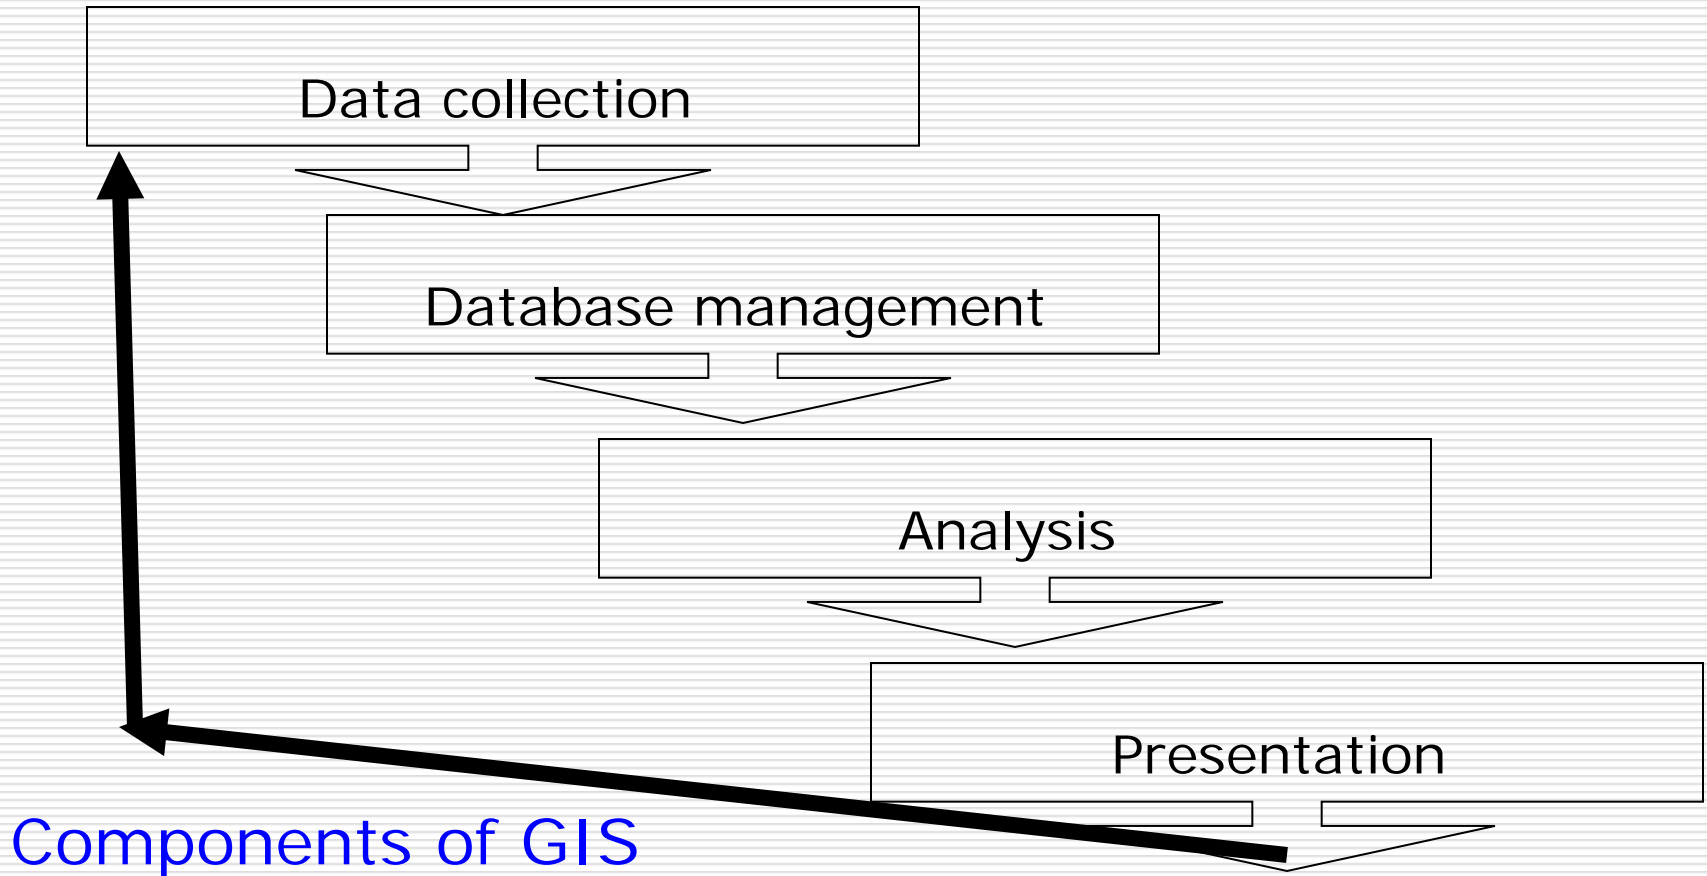 Data collection
Database management
Analysis
Presentation
Components of GIS